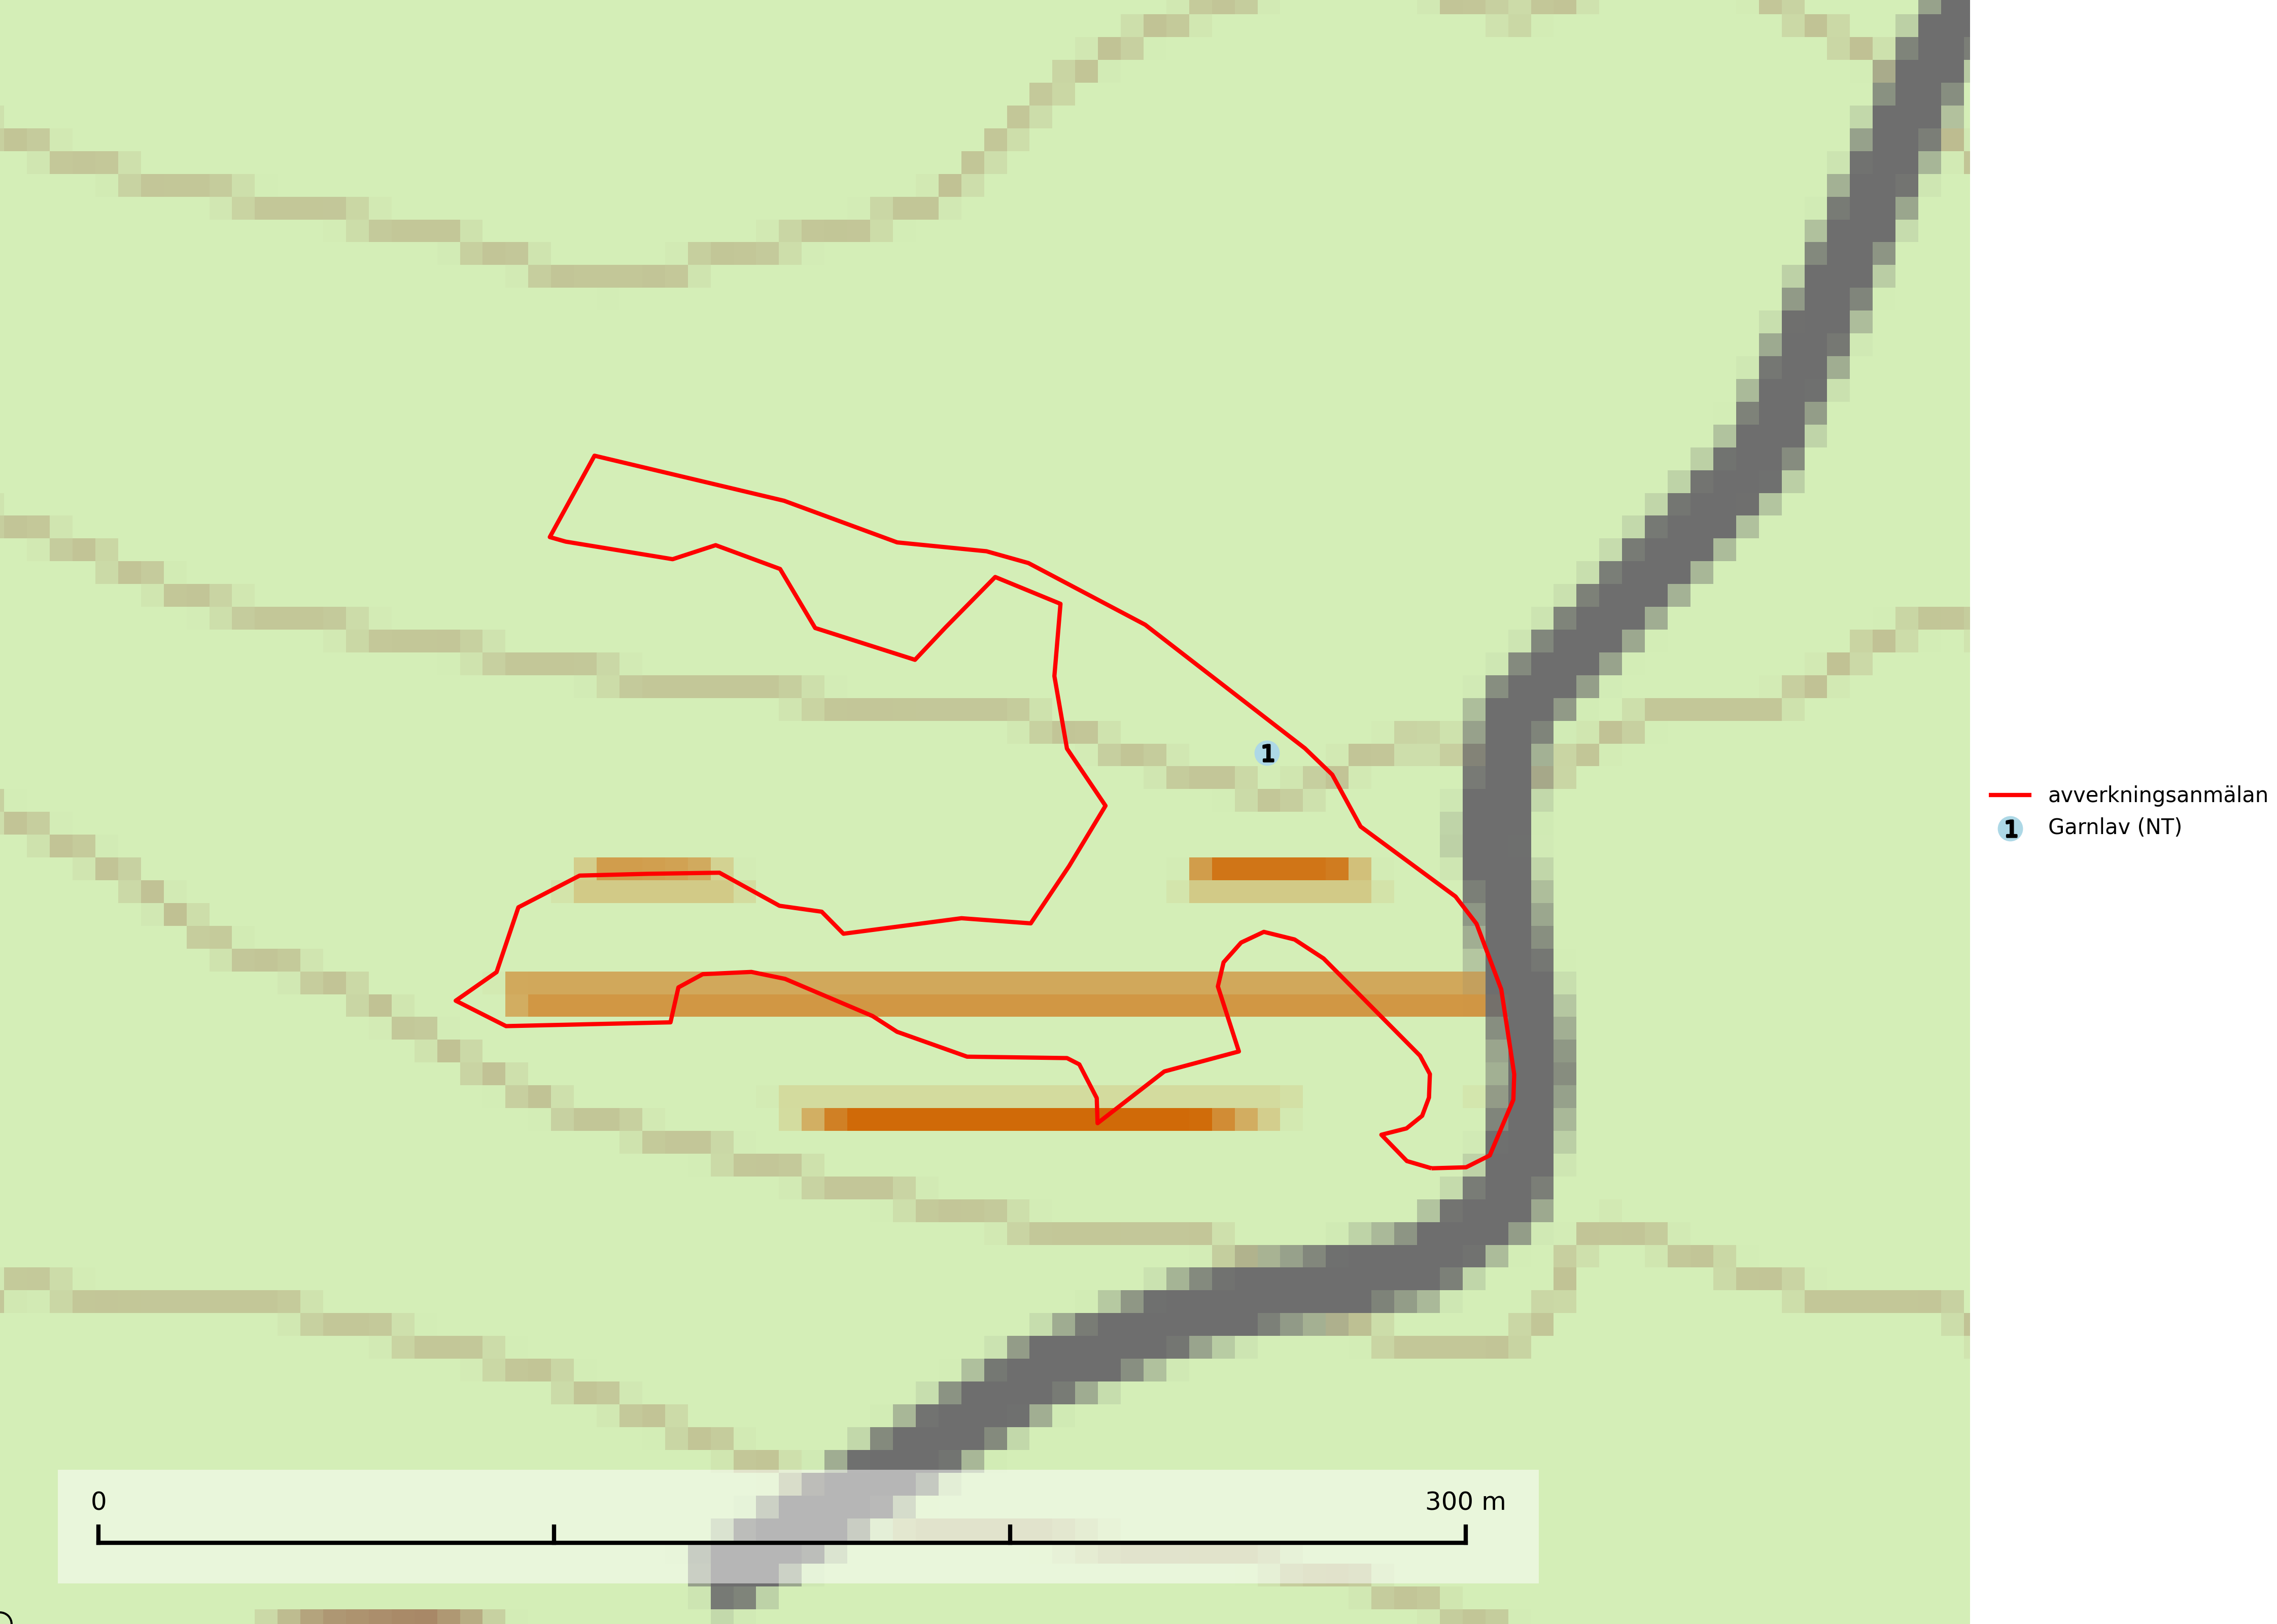 1
avverkningsanmälan
1 Garnlav (NT)
0 300 m